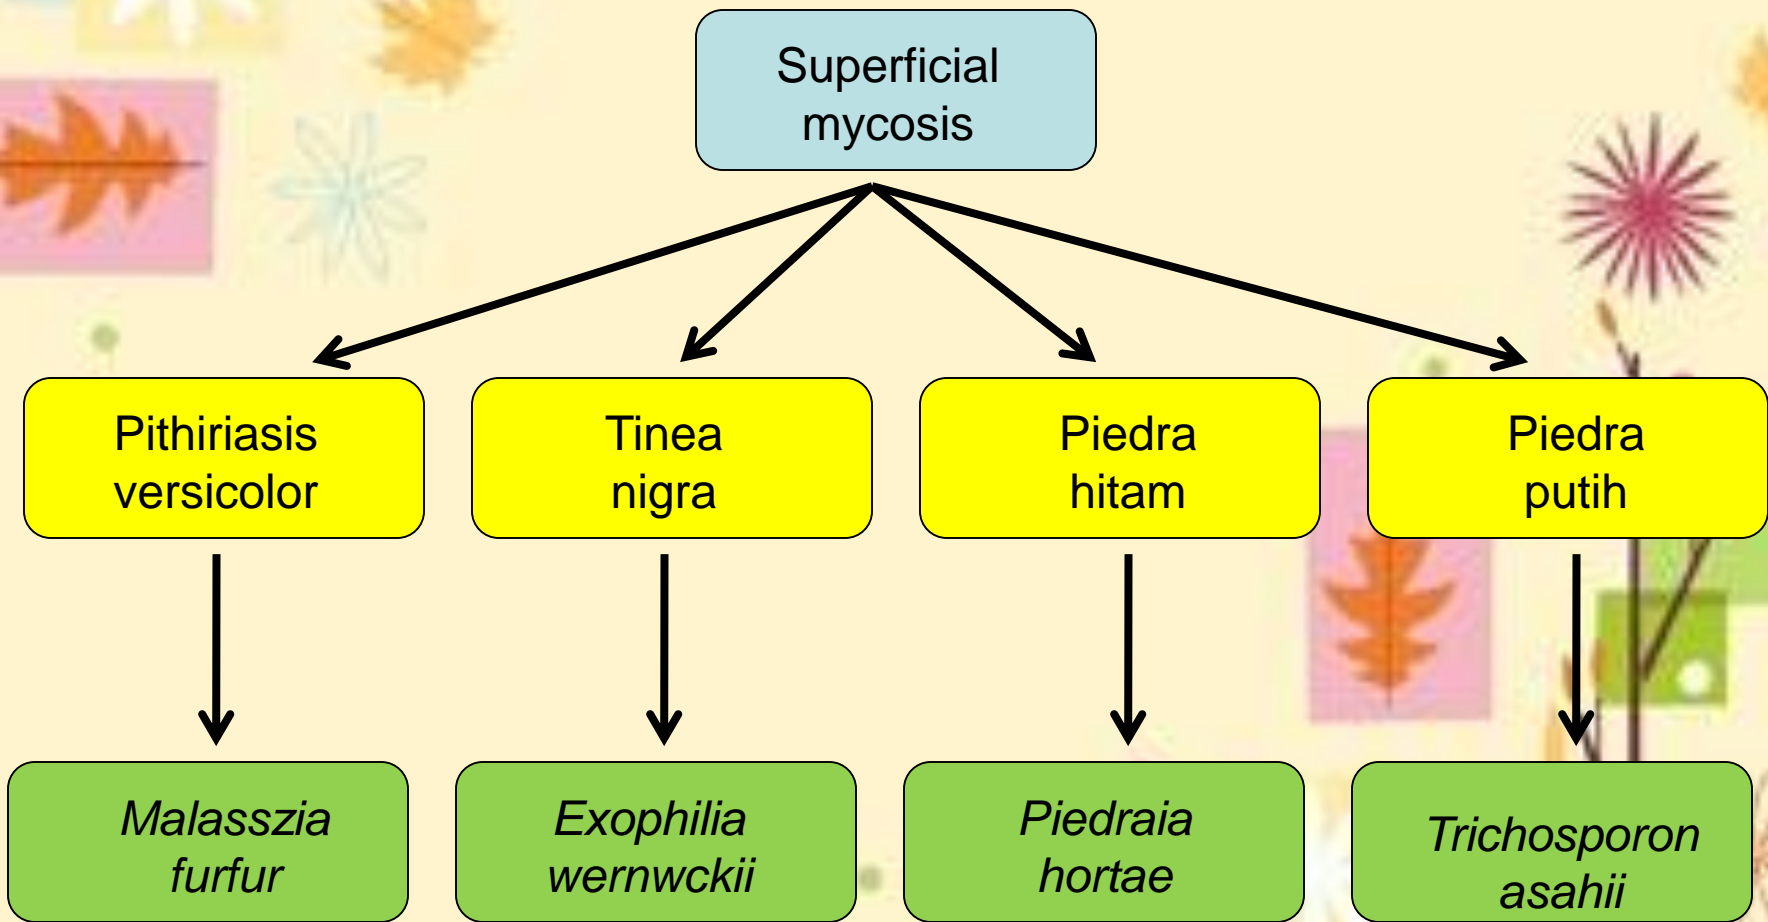 Superficial
mycosis
Pithiriasis
versicolor
Tinea
nigra
Piedra
hitam
Piedra
putih
Malasszia
furfur
Exophilia
wernwckii
Piedraia
hortae
Trichosporon
asahii